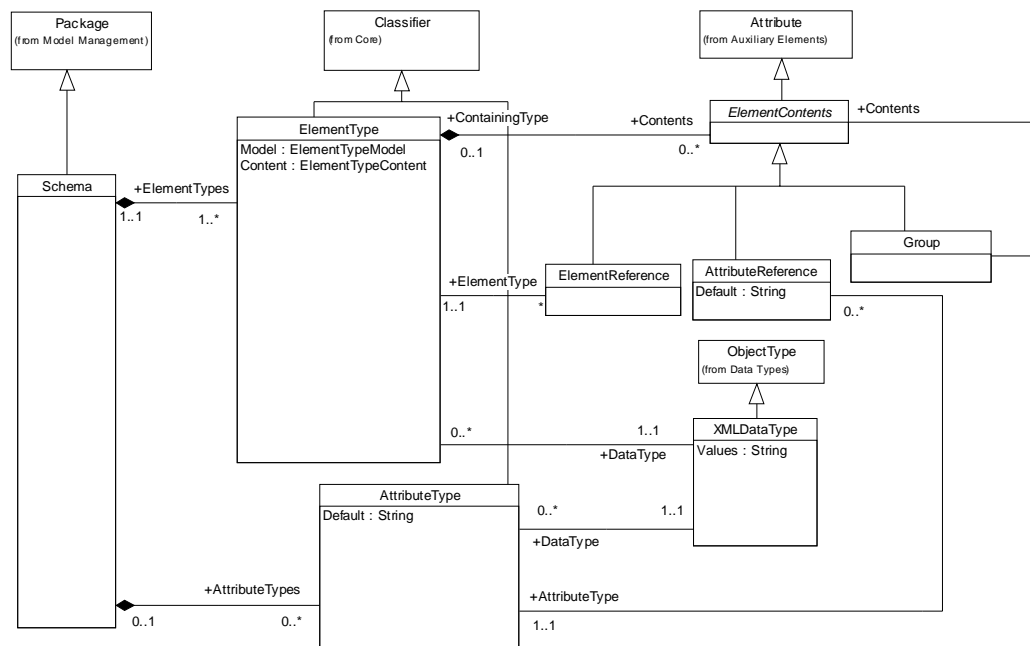 Package
(from Model Management)
Classifier
(from Core)
Attribute
(from Auxiliary Elements)
ElementType
Model : ElementTypeModel
Content : ElementTypeContent
+ContainingType
0..1
+Contents
0..*
ElementContents
+Contents
Schema
+ElementTypes
1..1
1..*
Group
ElementReference
+ElementType
1..1
*
AttributeReference
Default : String
0..*
ObjectType
(from Data Types)
XMLDataType
Values : String
0..*
1..1
+DataType
AttributeType
Default : String
0..*
1..1
+DataType
+AttributeTypes
0..1
0..*
+AttributeType
1..1